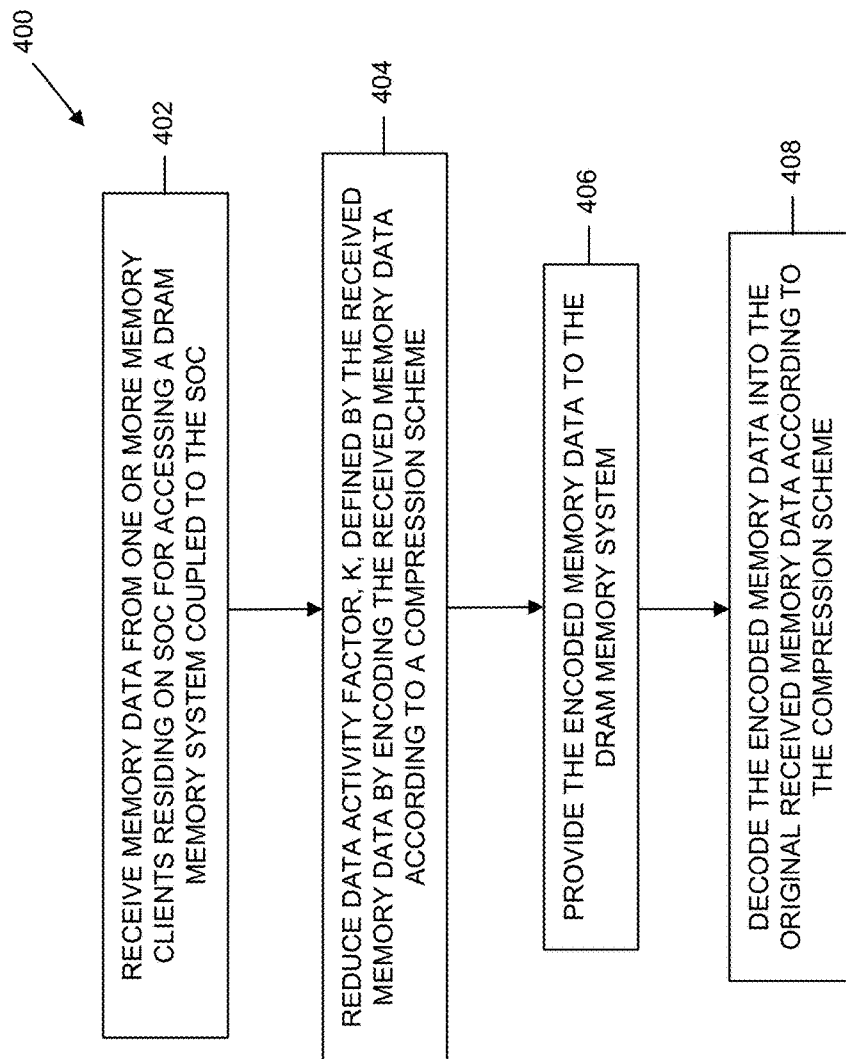 400
402
RECEIVE MEMORY DATA FROM ONE OR MORE MEMORY
CLIENTS RESIDING ON SOC FOR ACCESSING A DRAM
MEMORY SYSTEM COUPLED TO THE SOC
404
REDUCE DATA ACTIVITY FACTOR, K, DEFINED BY THE RECEIVED
MEMORY DATA BY ENCODING THE RECEIVED MEMORY DATA
ACCORDING TO A COMPRESSION SCHEME
406
PROVIDE THE ENCODED MEMORY DATA TO THE
DRAM MEMORY SYSTEM
408
DECODE THE ENCODED MEMORY DATA INTO THE
ORIGINAL RECEIVED MEMORY DATA ACCORDING TO
THE COMPRESSION SCHEME